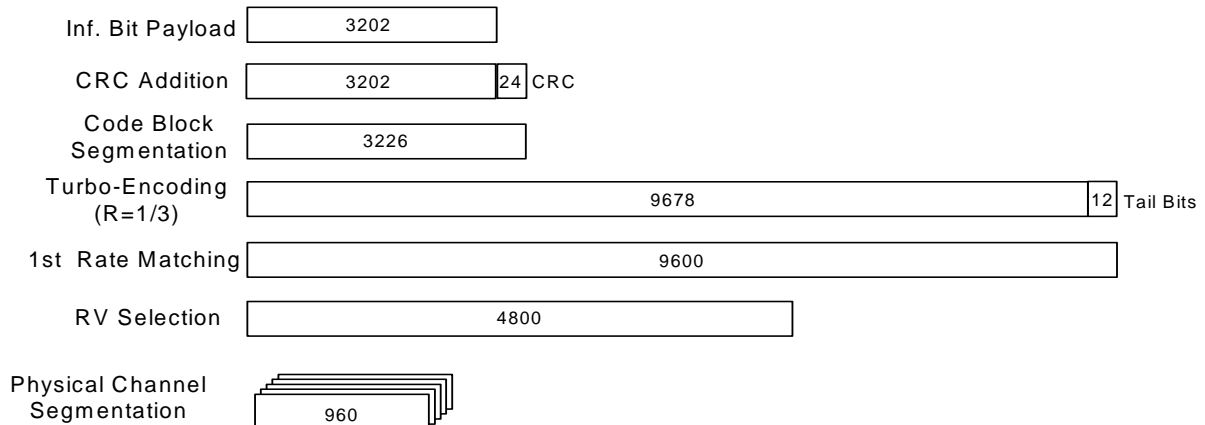 Inf. Bit Payload 3202
CRC Addition 3202 24 CRC
Code Block
Segmentation
3226
Turbo-Encoding
(R=1/3)
9678 12 Tail Bits
1st Rate Matching 9600
RV Selection 4800
Physical Channel
Segmentation
960